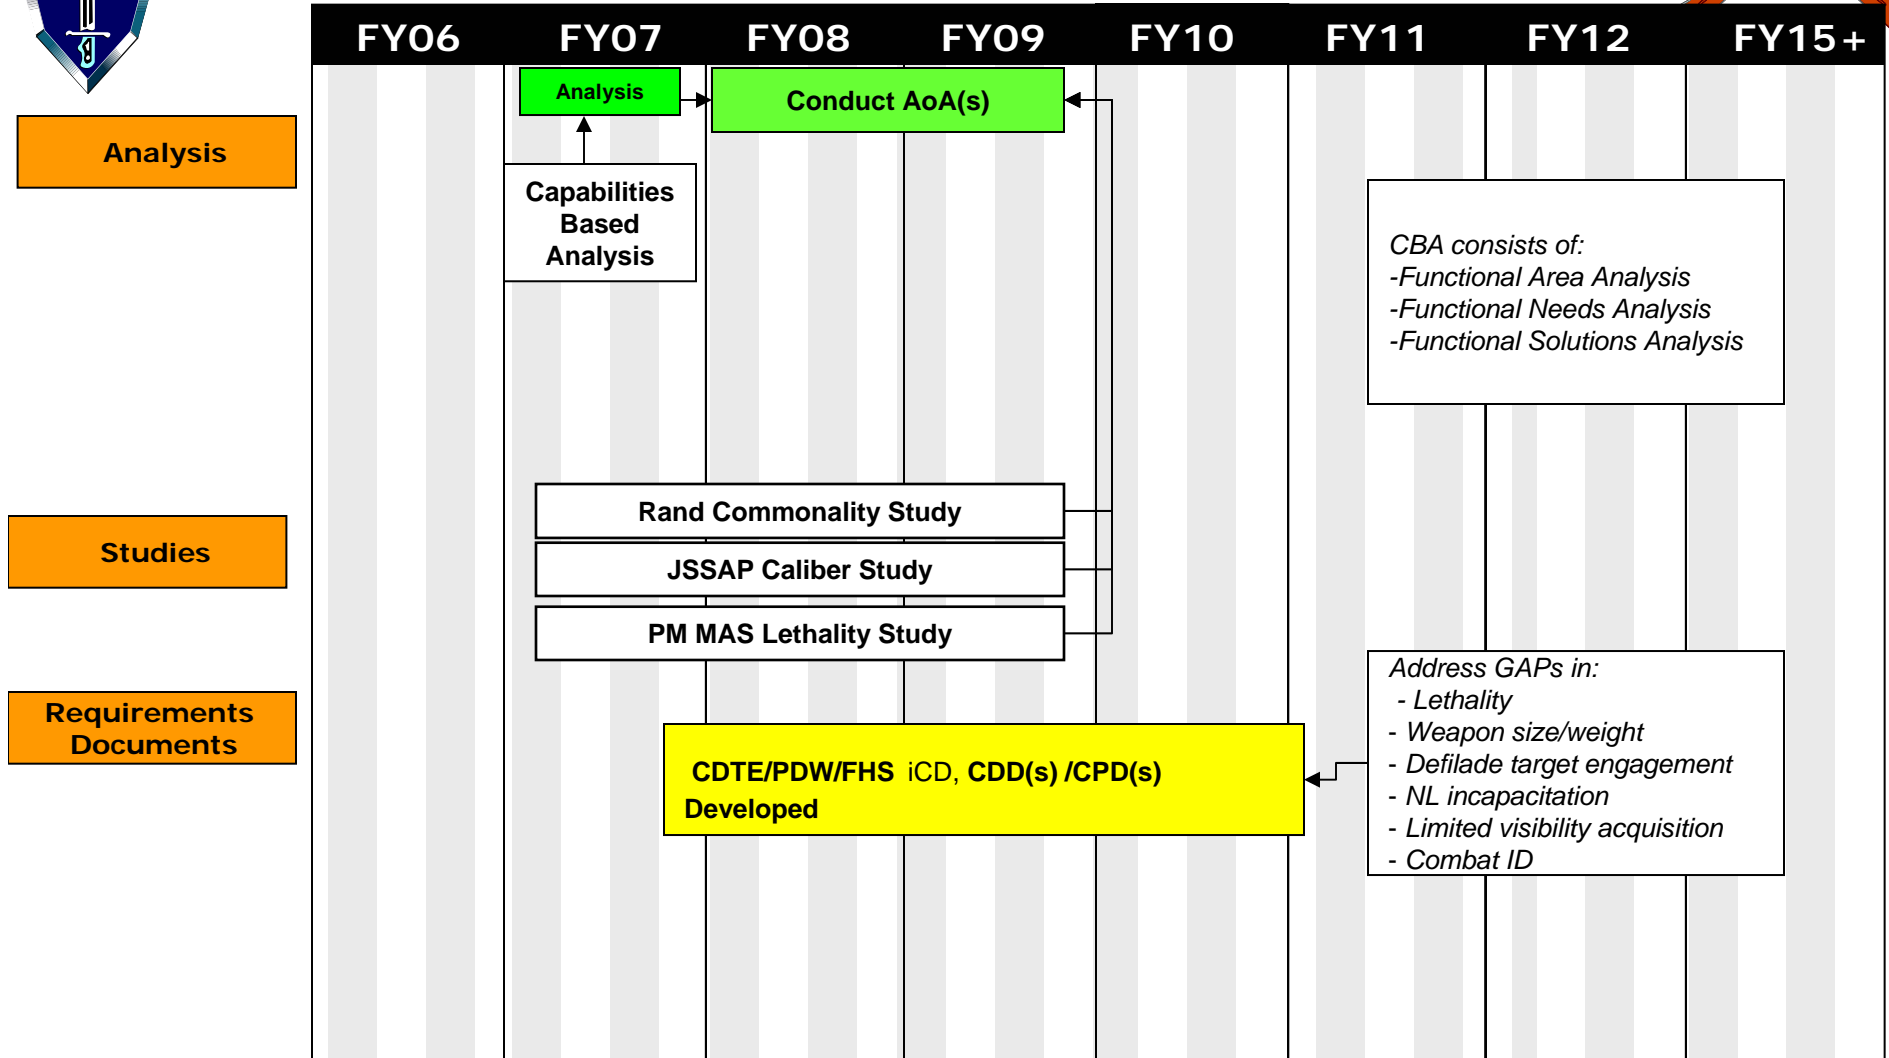 FY06 FY07 FY08 FY09 FY10 FY11 FY12 FY15+
Analysis
Conduct AoA(s)
Analysis
Capabilities
Based
Analysis
CBA consists of:
-Functional Area Analysis
-Functional Needs Analysis
-Functional Solutions Analysis
Studies
Rand Commonality Study
JSSAP Caliber Study
PM MAS Lethality Study
Requirements
Documents
CDTE/PDW/FHS iCD, CDD(s) /CPD(s)
Developed
Address GAPs in:
- Lethality
- Weapon size/weight
- Defilade target engagement
- NL incapacitation
- Limited visibility acquisition
- Combat ID